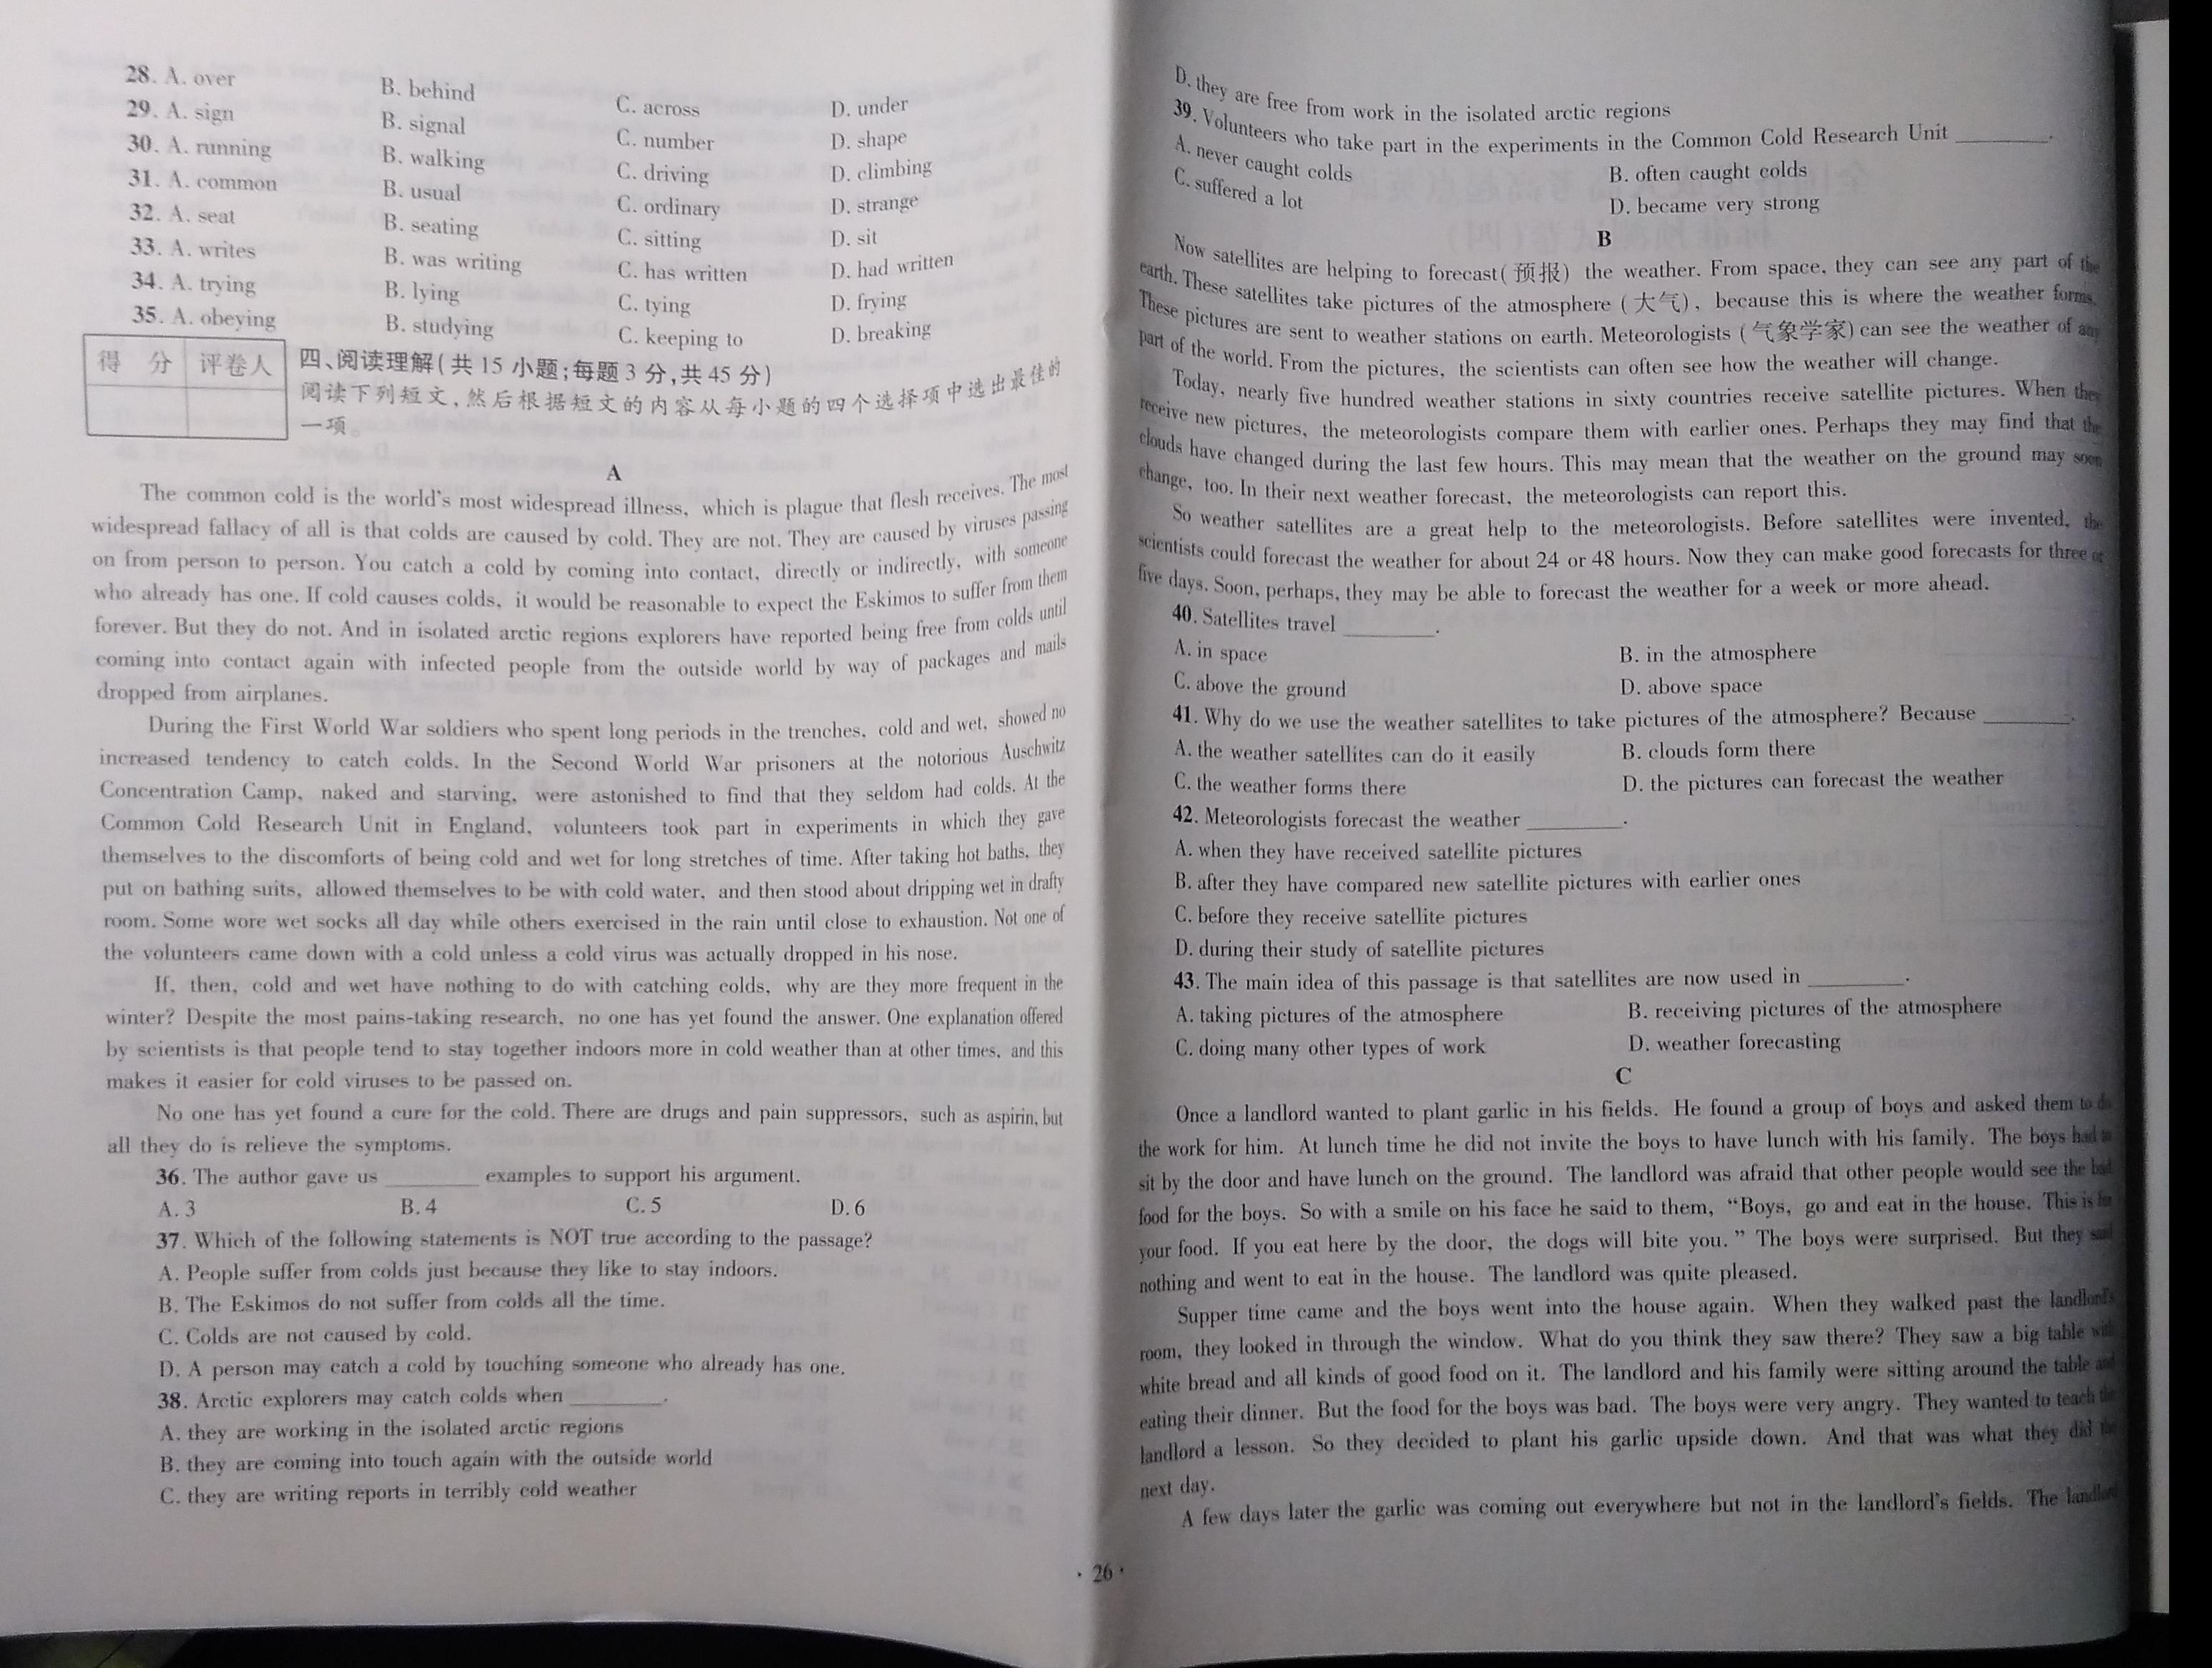 28. A. over B. behind C. across D. under
29. A. sign B. signal C. number D. shape
30. A. running B. walking C. driving D. climbing
31. A. common B. usual C. ordinary D. strange
32. A. seat B. seating C. sitting D. sit
33. A. writes B. was writing C. has written D. had written
34. A. trying B. lying C. tying D. frying
35. A. obeying B. studying C. keeping to D. breaking
得 分 评卷人
四、阅读理解(共 15 小题;每题 3 分,共 45 分)
阅读下列短文,然后根据短文的内容从每小题的四个选择项中选出最佳的
一项。
A
The common cold is the world's most widespread illness, which is plague that flesh receives. The most
widespread fallacy of all is that colds are caused by cold. They are not. They are caused by viruses passing
on from person to person. You catch a cold by coming into contact, directly or indirectly, with someone
who already has one. If cold causes colds, it would be reasonable to expect the Eskimos to suffer from them
forever. But they do not. And in isolated arctic regions explorers have reported being free from colds until
coming into contact again with infected people from the outside world by way of packages and mails
dropped from airplanes.
During the First World War soldiers who spent long periods in the trenches, cold and wet, showed no
increased tendency to catch colds. In the Second World War prisoners at the notorious Auschwitz
Concentration Camp, naked and starving, were astonished to find that they seldom had colds. At the
Common Cold Research Unit in England, volunteers took part in experiments in which they gave
themselves to the discomforts of being cold and wet for long stretches of time. After taking hot baths, they
put on bathing suits, allowed themselves to be with cold water, and then stood about dripping wet in drafty
room. Some wore wet socks all day while others exercised in the rain until close to exhaustion. Not one of
the volunteers came down with a cold unless a cold virus was actually dropped in his nose.
If, then, cold and wet have nothing to do with catching colds, why are they more frequent in the
winter? Despite the most pains-taking research, no one has yet found the answer. One explanation offered
by scientists is that people tend to stay together indoors more in cold weather than at other times, and this
makes it easier for cold viruses to be passed on.
No one has yet found a cure for the cold. There are drugs and pain suppressors, such as aspirin, but
all they do is relieve the symptoms.
36. The author gave us ________ examples to support his argument.
A. 3 B. 4 C. 5 D. 6
37. Which of the following statements is NOT true according to the passage?
A. People suffer from colds just because they like to stay indoors.
B. The Eskimos do not suffer from colds all the time.
C. Colds are not caused by cold.
D. A person may catch a cold by touching someone who already has one.
38. Arctic explorers may catch colds when ________.
A. they are working in the isolated arctic regions
B. they are coming into touch again with the outside world
C. they are writing reports in terribly cold weather
D. they are free from work in the isolated arctic regions
39. Volunteers who take part in the experiments in the Common Cold Research Unit ________.
A. never caught colds B. often caught colds
C. suffered a lot D. became very strong
B
Now satellites are helping to forecast(预报) the weather. From space, they can see any part of the
earth. These satellites take pictures of the atmosphere (大气), because this is where the weather forms.
These pictures are sent to weather stations on earth. Meteorologists (气象学家) can see the weather of any
part of the world. From the pictures, the scientists can often see how the weather will change.
Today, nearly five hundred weather stations in sixty countries receive satellite pictures. When they
receive new pictures, the meteorologists compare them with earlier ones. Perhaps they may find that the
clouds have changed during the last few hours. This may mean that the weather on the ground may soon
change, too. In their next weather forecast, the meteorologists can report this.
So weather satellites are a great help to the meteorologists. Before satellites were invented, the
scientists could forecast the weather for about 24 or 48 hours. Now they can make good forecasts for three or
five days. Soon, perhaps, they may be able to forecast the weather for a week or more ahead.
40. Satellites travel ________.
A. in space B. in the atmosphere
C. above the ground D. above space
41. Why do we use the weather satellites to take pictures of the atmosphere? Because ________.
A. the weather satellites can do it easily B. clouds form there
C. the weather forms there D. the pictures can forecast the weather
42. Meteorologists forecast the weather ________.
A. when they have received satellite pictures
B. after they have compared new satellite pictures with earlier ones
C. before they receive satellite pictures
D. during their study of satellite pictures
43. The main idea of this passage is that satellites are now used in ________.
A. taking pictures of the atmosphere B. receiving pictures of the atmosphere
C. doing many other types of work D. weather forecasting
C
Once a landlord wanted to plant garlic in his fields. He found a group of boys and asked them to do
the work for him. At lunch time he did not invite the boys to have lunch with his family. The boys had to
sit by the door and have lunch on the ground. The landlord was afraid that other people would see the bad
food for the boys. So with a smile on his face he said to them, “Boys, go and eat in the house. This is for
your food. If you eat here by the door, the dogs will bite you.” The boys were surprised. But they said
nothing and went to eat in the house. The landlord was quite pleased.
Supper time came and the boys went into the house again. When they walked past the landlord's
room, they looked in through the window. What do you think they saw there? They saw a big table with
white bread and all kinds of good food on it. The landlord and his family were sitting around the table and
eating their dinner. But the food for the boys was bad. The boys were very angry. They wanted to teach the
landlord a lesson. So they decided to plant his garlic upside down. And that was what they did the
next day.
A few days later the garlic was coming out everywhere but not in the landlord's fields. The landlord
· 26 ·